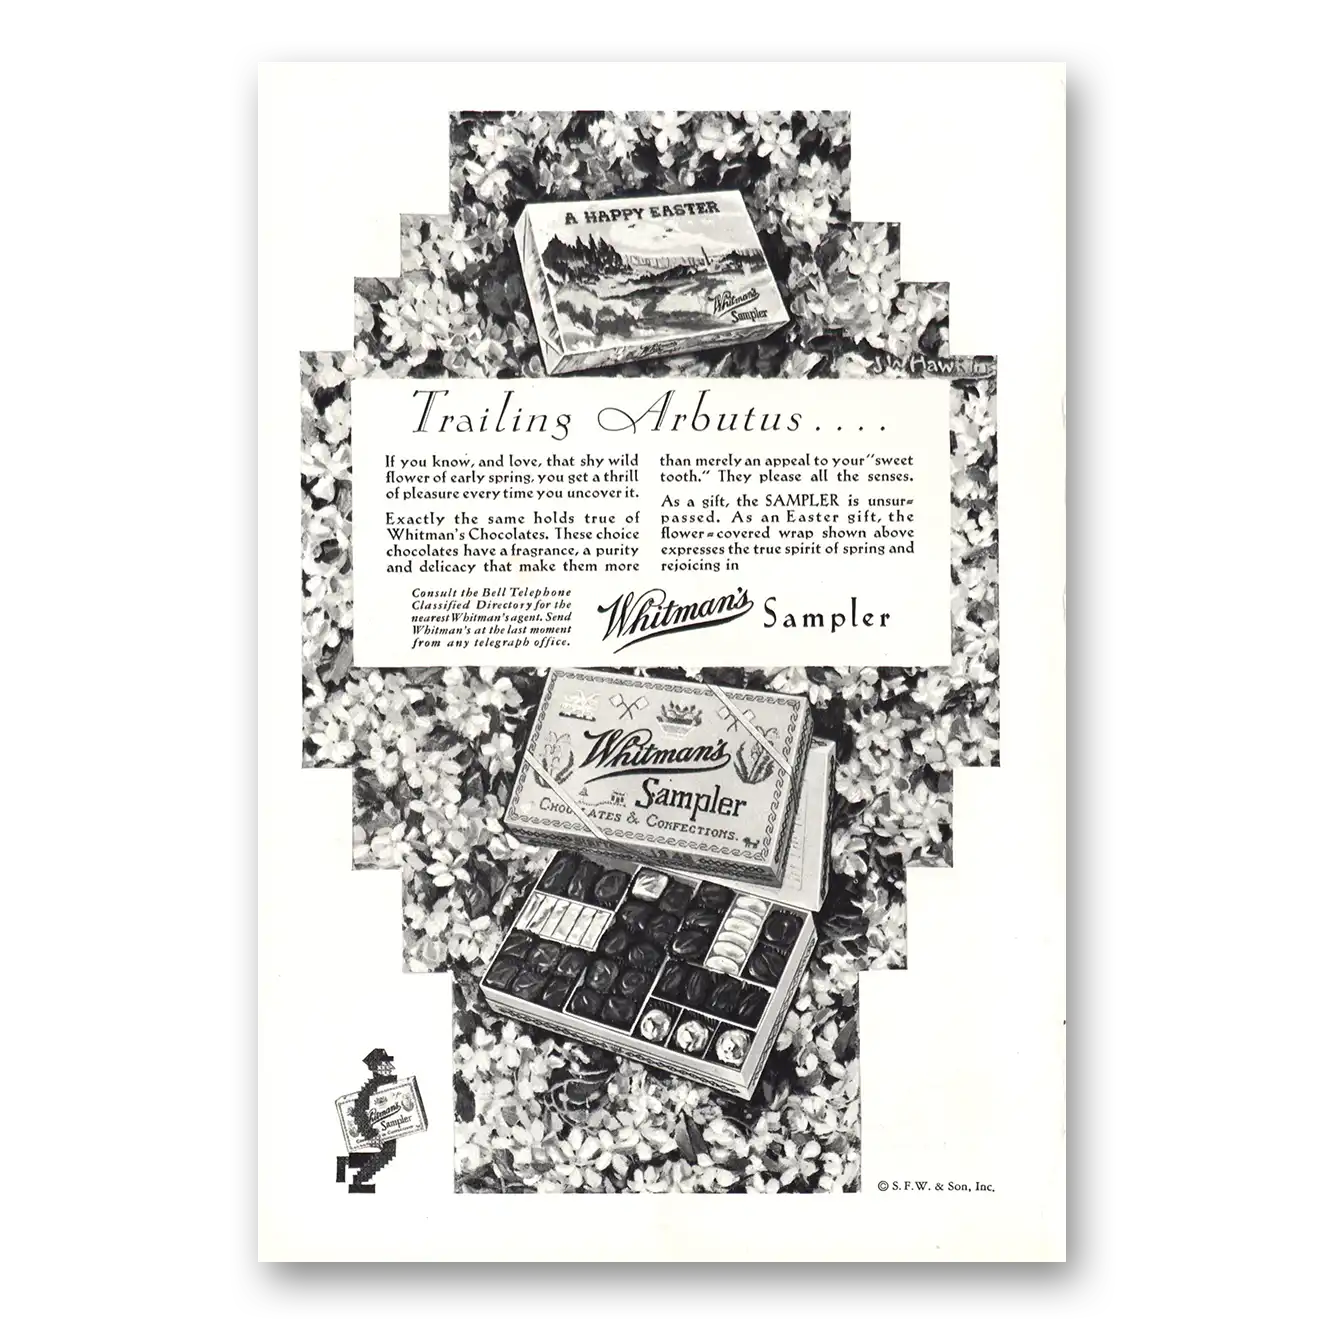 A HAPPY EASTER
Whitman's
Sampler
J W Hawkins
Trailing Arbutus....
If you know, and love, that shy wild
flower of early spring, you get a thrill
of pleasure every time you uncover it.
Exactly the same holds true of
Whitman's Chocolates. These choice
chocolates have a fragrance, a purity
and delicacy that make them more
than merely an appeal to your "sweet
tooth." They please all the senses.
As a gift, the SAMPLER is unsur=
passed. As an Easter gift, the
flower=covered wrap shown above
expresses the true spirit of spring and
rejoicing in
Consult the Bell Telephone
Classified Directory for the
nearest Whitman's agent. Send
Whitman's at the last moment
from any telegraph office.
Whitman's Sampler
Whitman's
Sampler
CHOCOLATES & CONFECTIONS.
Whitman's
Sampler
© S. F. W. & Son, Inc.